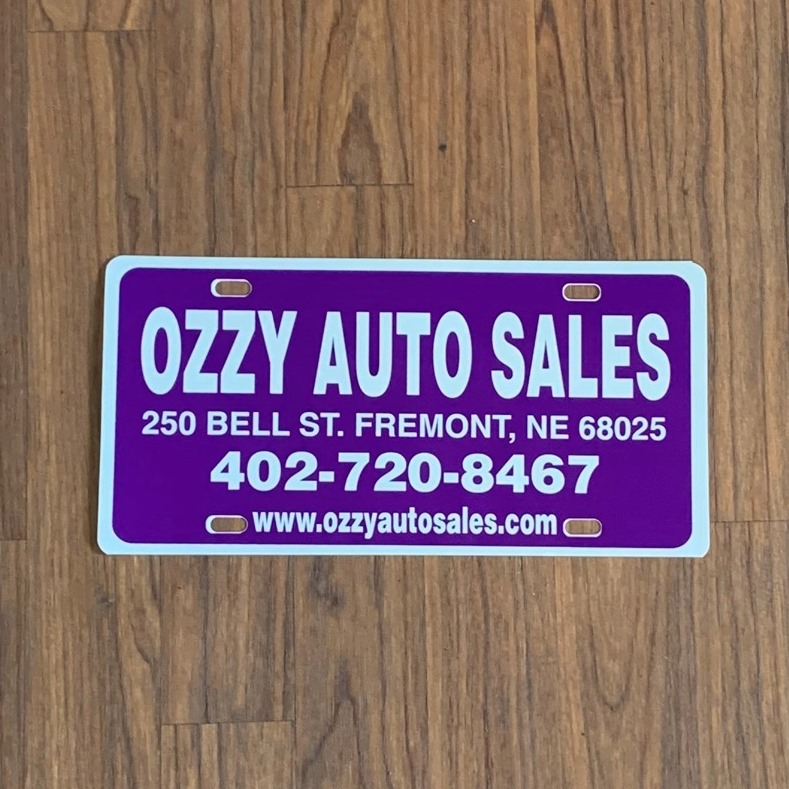 OZZY AUTO SALES
250 BELL ST. FREMONT, NE 68025
402-720-8467
www.ozzyautosales.com